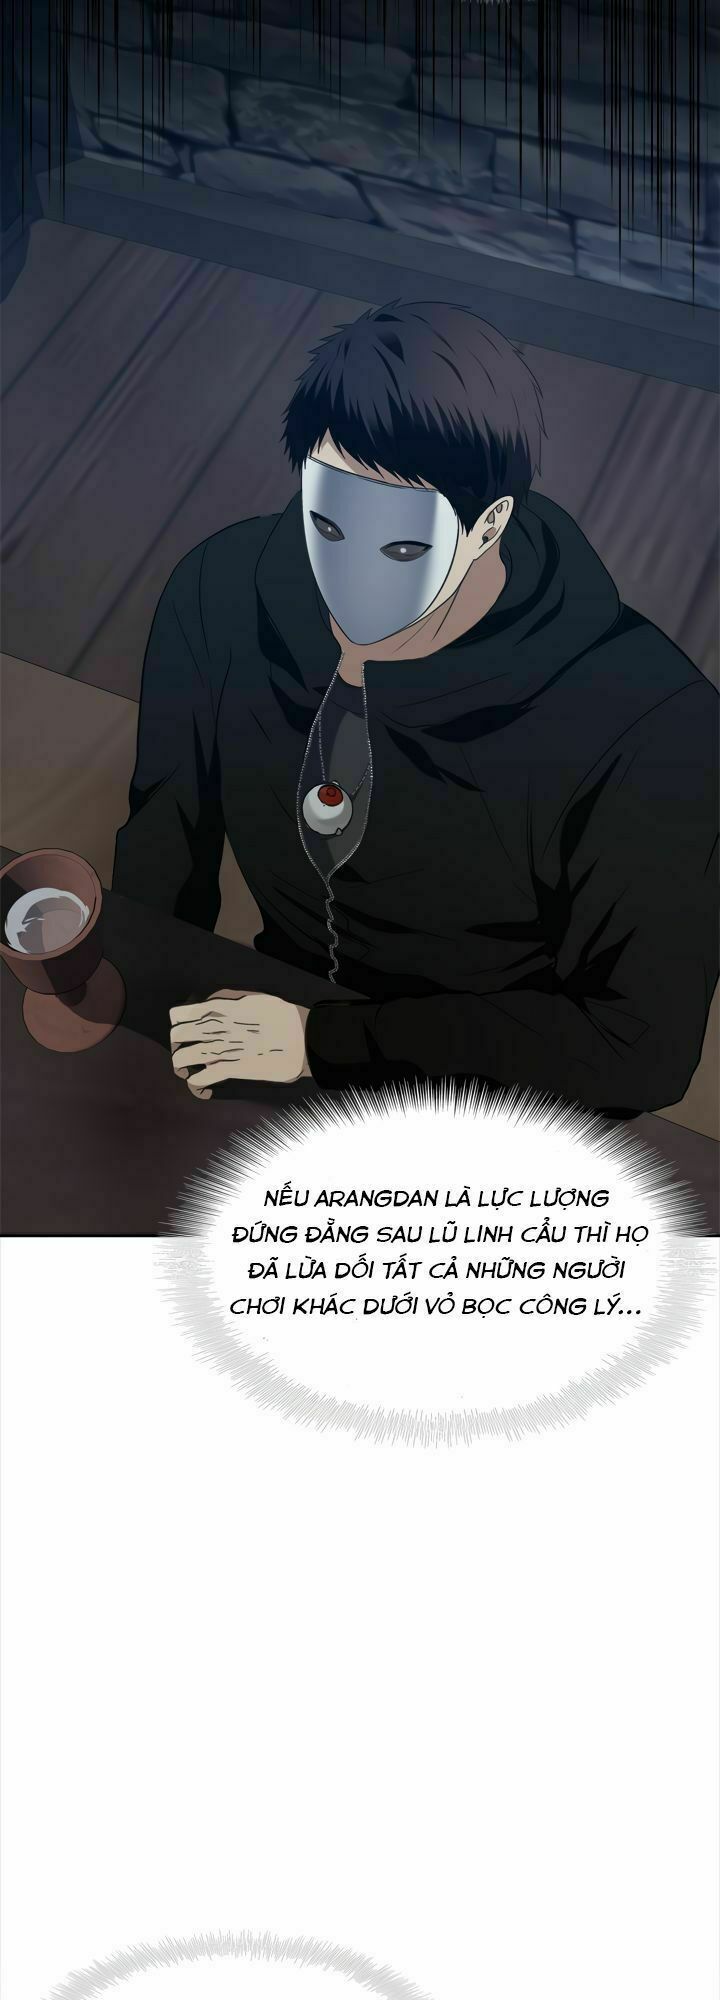 NẾU ARANGDAN LÀ LỰC LƯỢNG
ĐỨNG ĐẰNG SAU LŨ LINH CẨU THÌ HỌ
ĐÃ LỪA DỐI TẤT CẢ NHỮNG NGƯỜI
CHƠI KHÁC DƯỚI VỎ BỌC CÔNG LÝ...